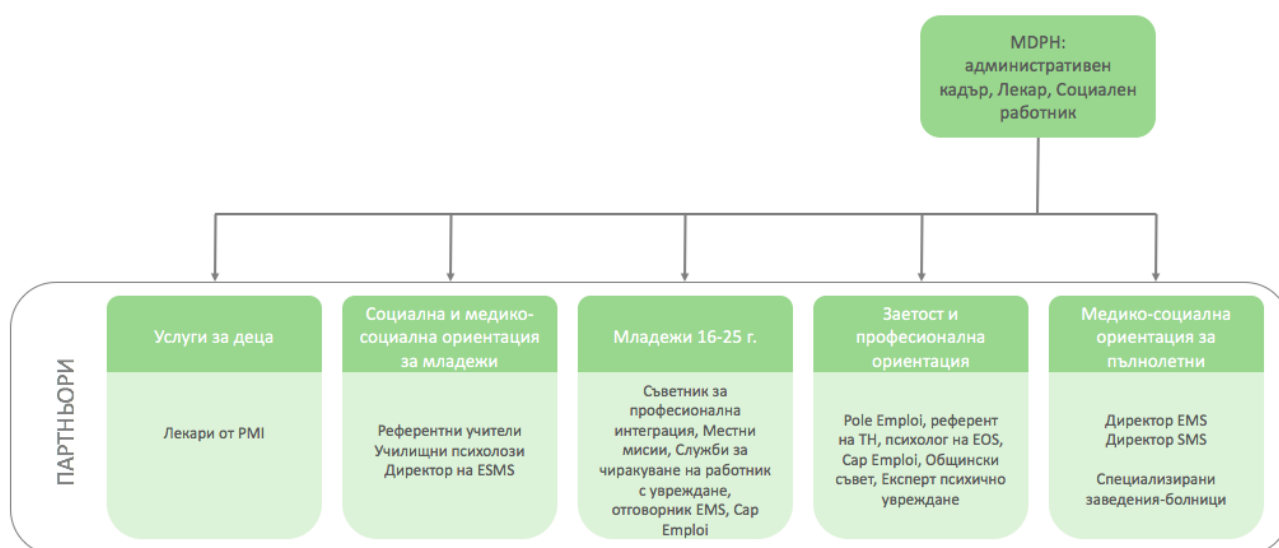 MDPH:
административен
кадър, Лекар, Социален
работник
ПАРТНЬОРИ
Услуги за деца
Лекари от PMI
Социална и медико-
социална ориентация
за младежи
Референтни учители
Училищни психолози
Директор на ESMS
Младежи 16-25 г.
Съветник за
професионална
интеграция, Местни
мисии, Служби за
чиракуване на работник
с увреждане,
отговорник EMS, Cap
Emploi
Заетост и
професионална
ориентация
Pole Emploi, референт
на TH, психолог на EOS,
Cap Emploi, Общински
съвет, Експерт психично
увреждане
Медико-социална
ориентация за
пълнолетни
Директор EMS
Директор SMS
Специализирани
заведения-болници